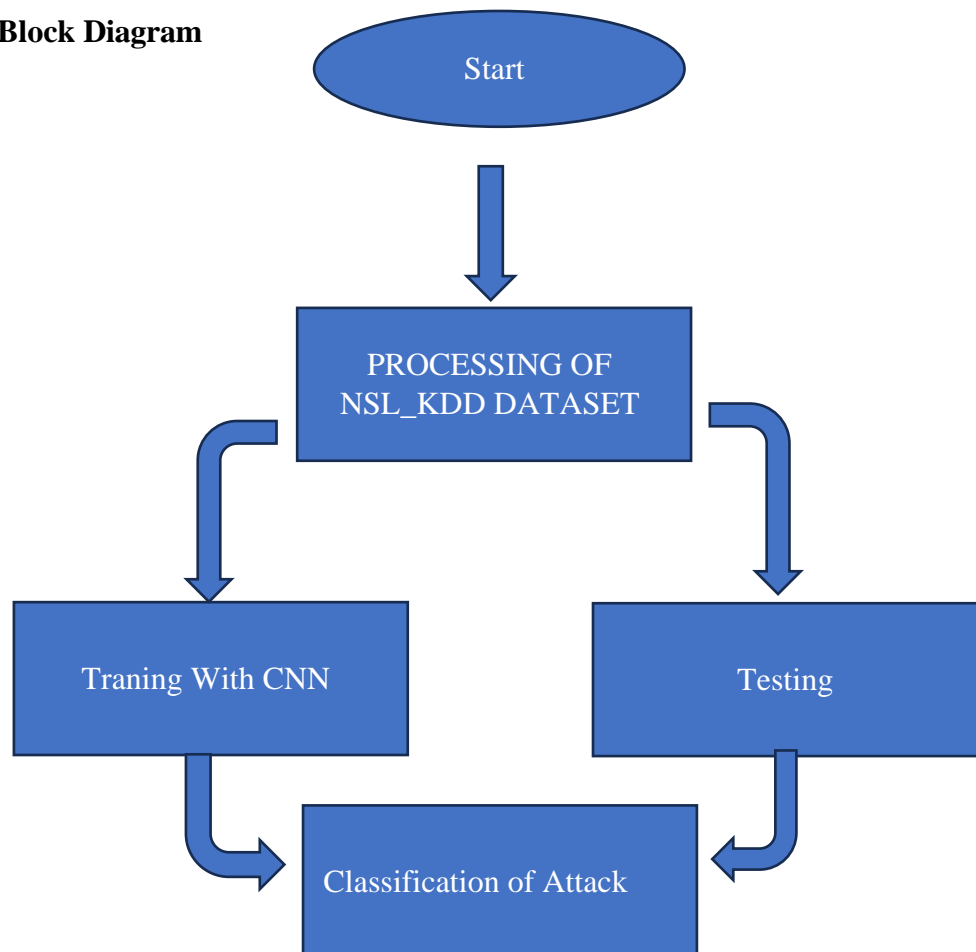 Block Diagram
Start
PROCESSING OF
NSL_KDD DATASET
Traning With CNN
Testing
Classification of Attack